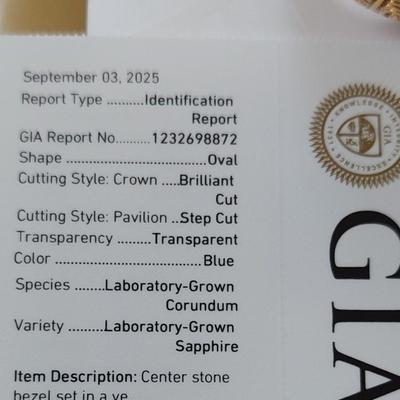 September 03, 2025
Report Type ..........Identification
Report
GIA Report No..........1232698872
Shape ......................................Oval
Cutting Style: Crown .....Brilliant
Cut
Cutting Style: Pavilion ..Step Cut
Transparency .........Transparent
Color .......................................Blue
Species ........Laboratory-Grown
Corundum
Variety .........Laboratory-Grown
Sapphire
Item Description: Center stone
bezel set in a ye
GIA